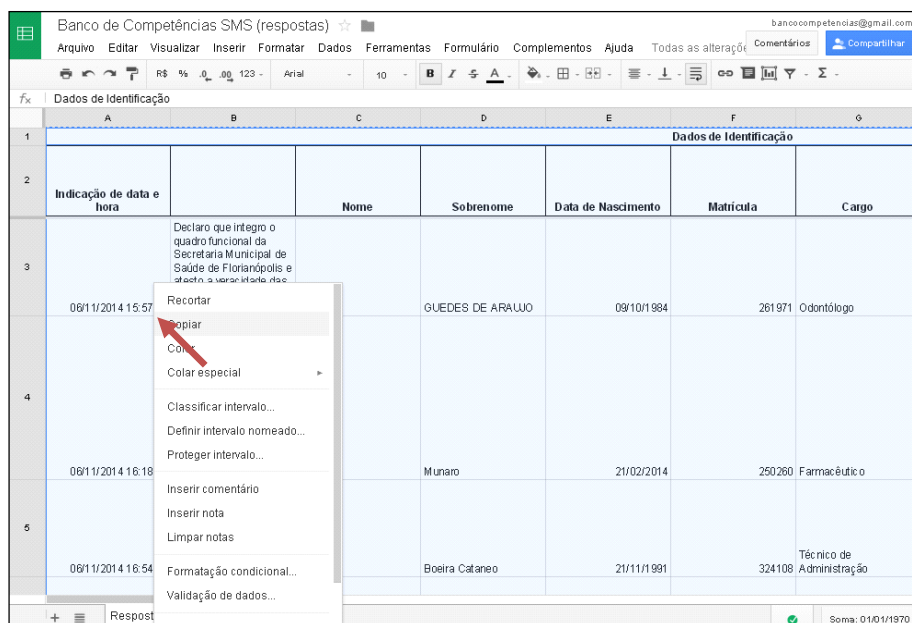 Banco de Competências SMS (respostas)
bancocompetencias@gmail.com
Arquivo Editar Visualizar Inserir Formatar Dados Ferramentas Formulário Complementos Ajuda Todas as alteraçõe
Comentários
Compartilhar
R$ % .0 .00 123 Arial 10 B I S A
fx Dados de Identificação
A B C D E F G
1 Dados de Identificação
2 Indicação de data e hora Nome Sobrenome Data de Nascimento Matrícula Cargo
Declaro que integro o
quadro funcional da
Secretaria Municipal de
Saúde de Florianópolis e
atesto a veracidade das
3
06/11/2014 15:57 GUEDES DE ARAUJO 09/10/1984 261971 Odontólogo
Recortar
Copiar
Colar
Colar especial
4
Classificar intervalo...
Definir intervalo nomeado...
Proteger intervalo...
06/11/2014 16:18 Munaro 21/02/2014 250260 Farmacêutico
Inserir comentário
Inserir nota
Limpar notas
5
Técnico de
06/11/2014 16:54 Boeira Cataneo 21/11/1991 324108 Administração
Formatação condicional...
Validação de dados...
Respost
Soma: 01/01/1970